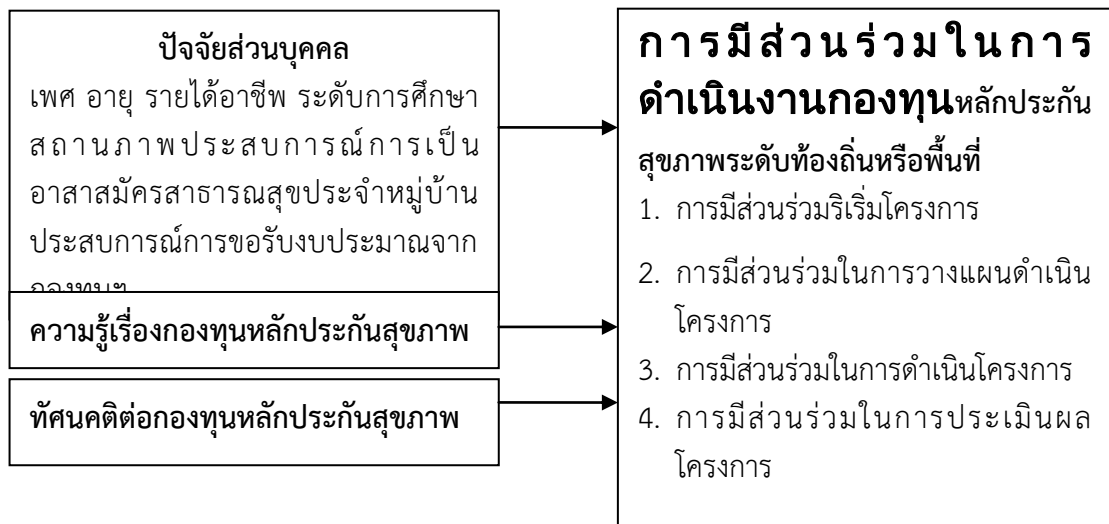 ปัจจัยส่วนบุคคล
เพศ อายุ รายได้อาชีพ ระดับการศึกษา
สถานภาพประสบการณ์การเป็น
อาสาสมัครสาธารณสุขประจำหมู่บ้าน
ประสบการณ์การขอรับงบประมาณจาก
กองทุนฯ
ความรู้เรื่องกองทุนหลักประกันสุขภาพ
ทัศนคติต่อกองทุนหลักประกันสุขภาพ
การมีส่วนร่วมในการ
ดำเนินงานกองทุนหลักประกัน
สุขภาพระดับท้องถิ่นหรือพื้นที่
1. การมีส่วนร่วมริเริ่มโครงการ
2. การมีส่วนร่วมในการวางแผนดำเนิน
โครงการ
3. การมีส่วนร่วมในการดำเนินโครงการ
4. การมีส่วนร่วมในการประเมินผล
โครงการ